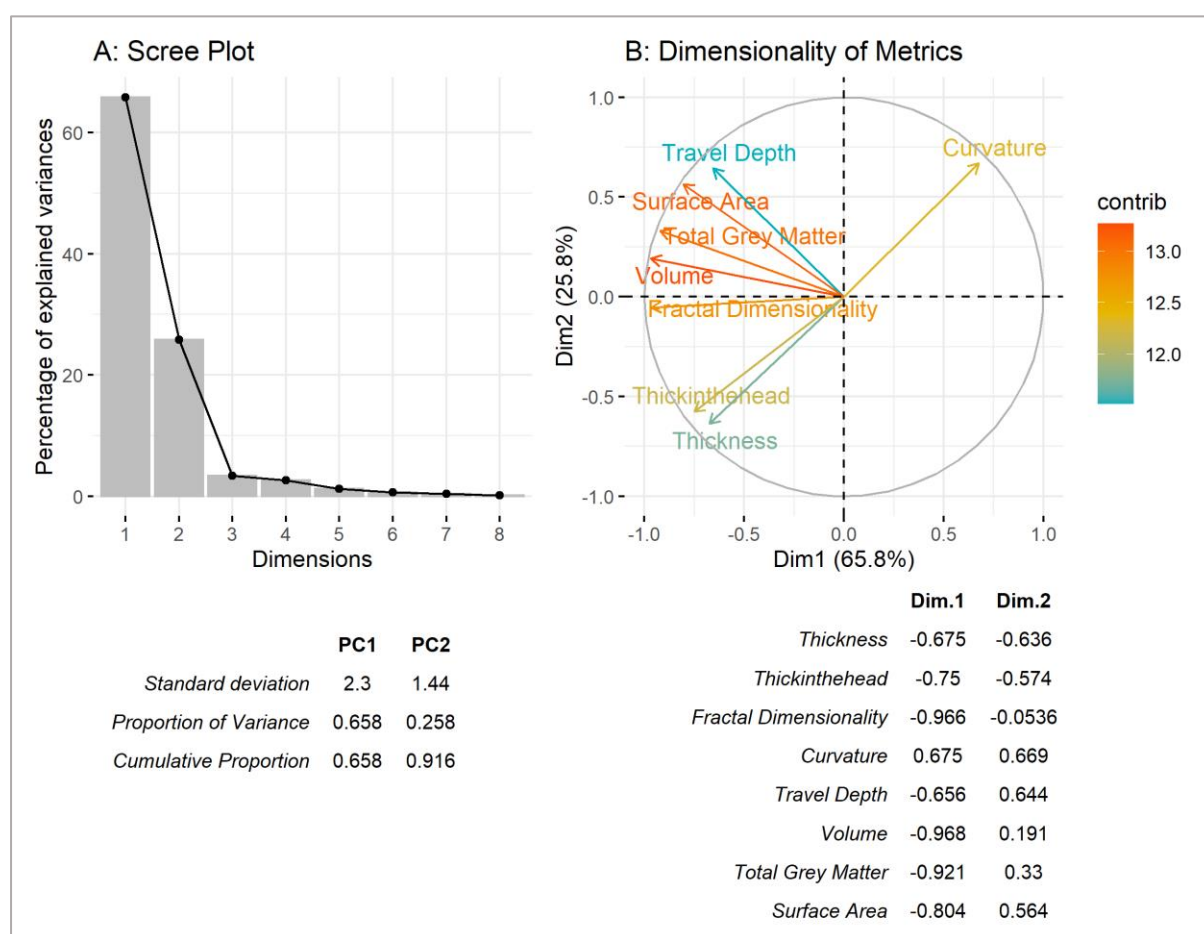 A: Scree Plot
Percentage of explained variances
60
40
20
0
1 2 3 4 5 6 7 8
Dimensions
PC1 PC2
Standard deviation 2.3 1.44
Proportion of Variance 0.658 0.258
Cumulative Proportion 0.658 0.916
B: Dimensionality of Metrics
Dim2 (25.8%)
1.0
0.5
0.0
-0.5
-1.0
Travel Depth
Curvature
Surface Area
Total Grey Matter
Volume
Fractal Dimensionality
Thickinthehead
Thickness
-1.0 -0.5 0.0 0.5 1.0
Dim1 (65.8%)
contrib
13.0
12.5
12.0
Dim.1 Dim.2
Thickness -0.675 -0.636
Thickinthehead -0.75 -0.574
Fractal Dimensionality -0.966 -0.0536
Curvature 0.675 0.669
Travel Depth -0.656 0.644
Volume -0.968 0.191
Total Grey Matter -0.921 0.33
Surface Area -0.804 0.564